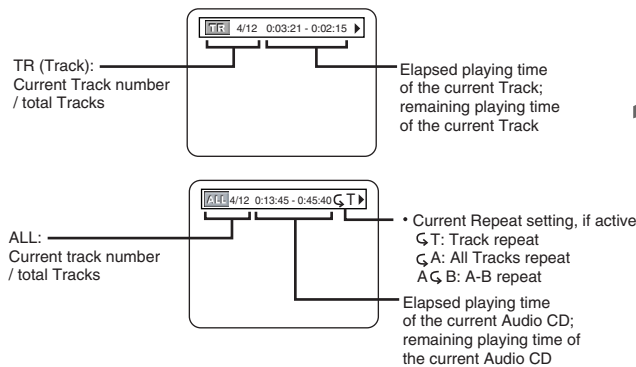 TR 4/12 0:03:21 - 0:02:15
TR (Track):
Current Track number
/ total Tracks
Elapsed playing time
of the current Track;
remaining playing time
of the current Track
ALL 4/12 0:13:45 - 0:45:40 T
ALL:
Current track number
/ total Tracks
• Current Repeat setting, if active
T: Track repeat
A: All Tracks repeat
A B: A-B repeat
Elapsed playing time
of the current Audio CD;
remaining playing time of
the current Audio CD